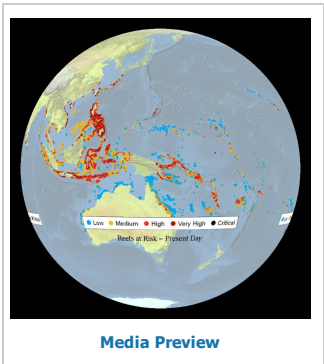 Low Medium High Very High Critical
Reefs at Risk – Present Day
Media Preview